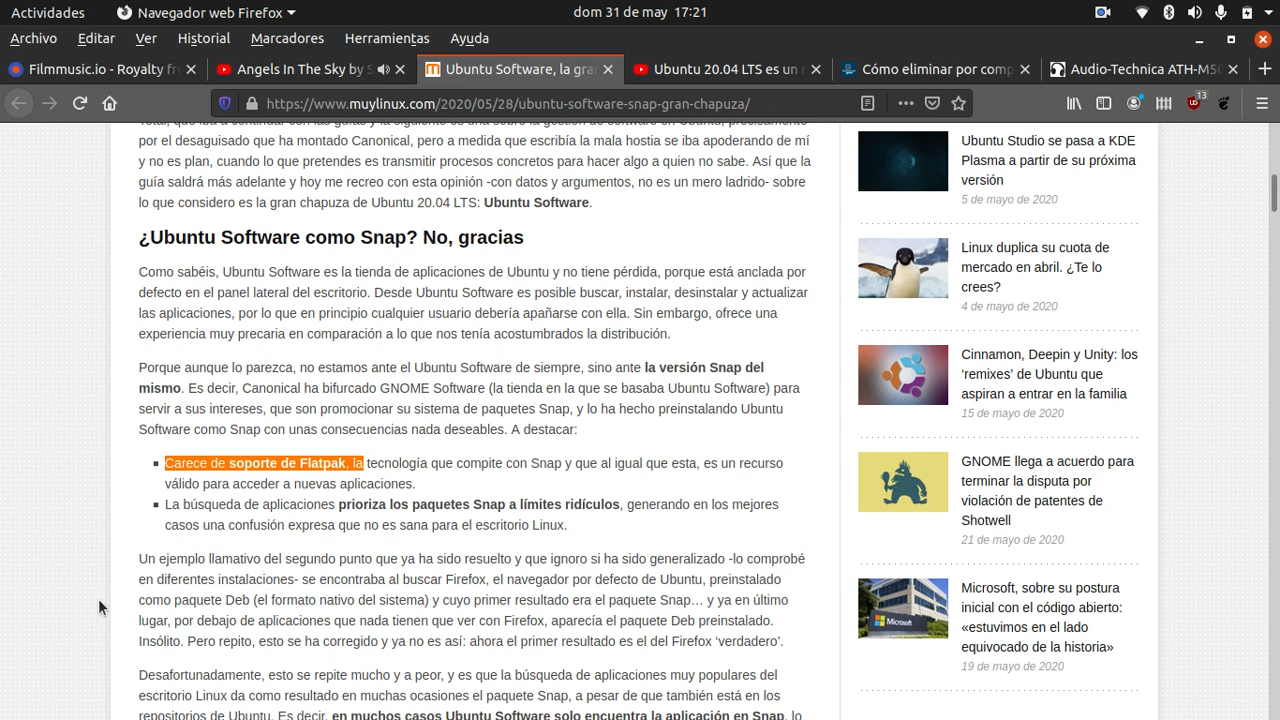 Actividades
Navegador web Firefox
dom 31 de may 17:21
Archivo Editar Ver Historial Marcadores Herramientas Ayuda
Filmmusic.io - Royalty fr
Angels In The Sky by S
Ubuntu Software, la gra
Ubuntu 20.04 LTS es un
Cómo eliminar por comp
Audio-Technica ATH-M50
https://www.muylinux.com/2020/05/28/ubuntu-software-snap-gran-chapuza/
13
por el desaguisado que ha montado Canonical, pero a medida que escribía la mala hostia se iba apoderando de mí
y no es plan, cuando lo que pretendes es transmitir procesos concretos para hacer algo a quien no sabe. Así que la
guía saldrá más adelante y hoy me recreo con esta opinión -con datos y argumentos, no es un mero ladrido- sobre
lo que considero es la gran chapuza de Ubuntu 20.04 LTS: Ubuntu Software.
¿Ubuntu Software como Snap? No, gracias
Como sabéis, Ubuntu Software es la tienda de aplicaciones de Ubuntu y no tiene pérdida, porque está anclada por
defecto en el panel lateral del escritorio. Desde Ubuntu Software es posible buscar, instalar, desinstalar y actualizar
las aplicaciones, por lo que en principio cualquier usuario debería apañarse con ella. Sin embargo, ofrece una
experiencia muy precaria en comparación a lo que nos tenía acostumbrados la distribución.
Porque aunque lo parezca, no estamos ante el Ubuntu Software de siempre, sino ante la versión Snap del
mismo. Es decir, Canonical ha bifurcado GNOME Software (la tienda en la que se basaba Ubuntu Software) para
servir a sus intereses, que son promocionar su sistema de paquetes Snap, y lo ha hecho preinstalando Ubuntu
Software como Snap con unas consecuencias nada deseables. A destacar:
Carece de soporte de Flatpak, la tecnología que compite con Snap y que al igual que esta, es un recurso
válido para acceder a nuevas aplicaciones.
La búsqueda de aplicaciones prioriza los paquetes Snap a límites ridículos, generando en los mejores
casos una confusión expresa que no es sana para el escritorio Linux.
Un ejemplo llamativo del segundo punto que ya ha sido resuelto y que ignoro si ha sido generalizado -lo comprobé
en diferentes instalaciones- se encontraba al buscar Firefox, el navegador por defecto de Ubuntu, preinstalado
como paquete Deb (el formato nativo del sistema) y cuyo primer resultado era el paquete Snap… y ya en último
lugar, por debajo de aplicaciones que nada tienen que ver con Firefox, aparecía el paquete Deb preinstalado.
Insólito. Pero repito, esto se ha corregido y ya no es así: ahora el primer resultado es el del Firefox ‘verdadero’.
Desafortunadamente, esto se repite mucho y a peor, y es que la búsqueda de aplicaciones muy populares del
escritorio Linux da como resultado en muchas ocasiones el paquete Snap, a pesar de que también está en los
repositorios de Ubuntu. Es decir, en muchos casos Ubuntu Software solo encuentra la aplicación en Snap, lo
Ubuntu Studio se pasa a KDE
Plasma a partir de su próxima
versión
5 de mayo de 2020
Linux duplica su cuota de
mercado en abril. ¿Te lo
crees?
4 de mayo de 2020
Cinnamon, Deepin y Unity: los
‘remixes’ de Ubuntu que
aspiran a entrar en la familia
15 de mayo de 2020
GNOME llega a acuerdo para
terminar la disputa por
violación de patentes de
Shotwell
21 de mayo de 2020
Microsoft
Microsoft, sobre su postura
inicial con el código abierto:
«estuvimos en el lado
equivocado de la historia»
19 de mayo de 2020